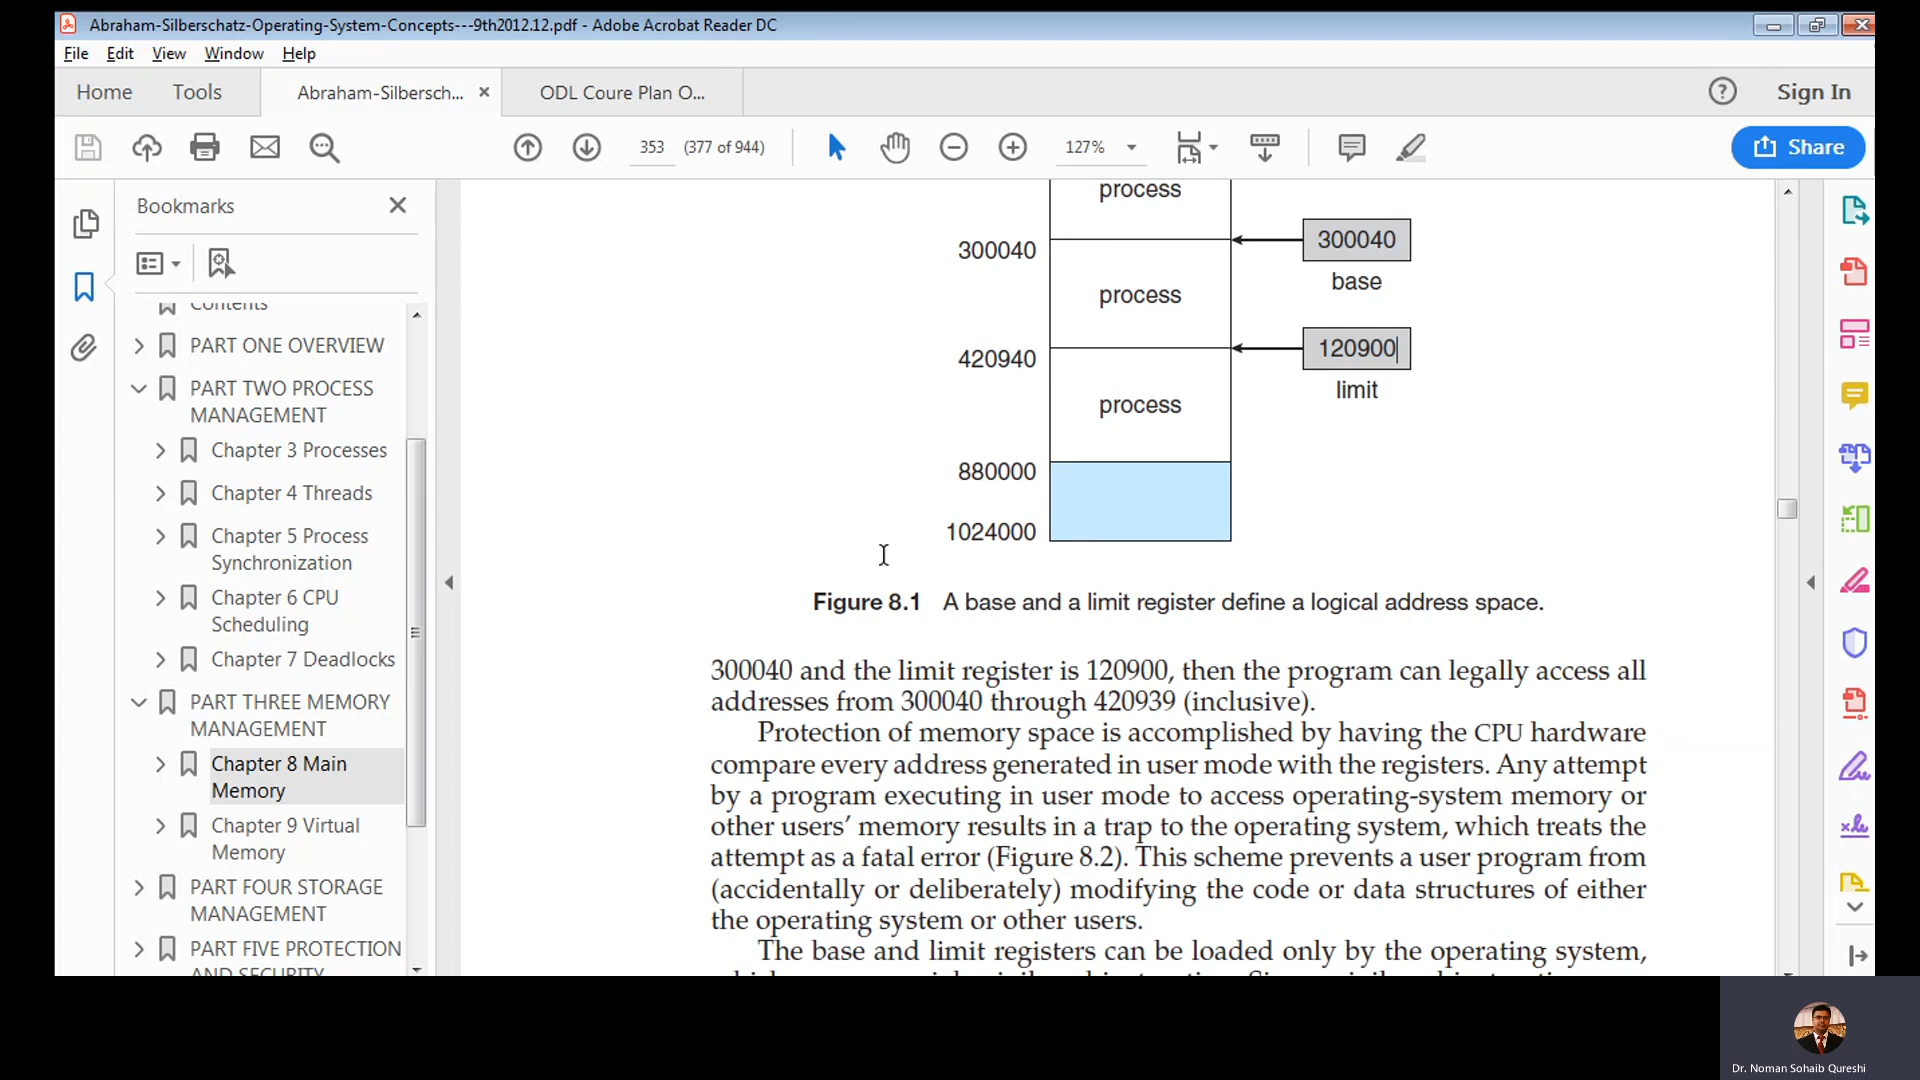 Abraham-Silberschatz-Operating-System-Concepts---9th2012.12.pdf - Adobe Acrobat Reader DC
File Edit View Window Help
Home Tools Abraham-Silbersch... ODL Coure Plan O... Sign In
353 (377 of 944) 127% Share
Bookmarks
Contents
PART ONE OVERVIEW
PART TWO PROCESS
MANAGEMENT
Chapter 3 Processes
Chapter 4 Threads
Chapter 5 Process
Synchronization
Chapter 6 CPU
Scheduling
Chapter 7 Deadlocks
PART THREE MEMORY
MANAGEMENT
Chapter 8 Main
Memory
Chapter 9 Virtual
Memory
PART FOUR STORAGE
MANAGEMENT
PART FIVE PROTECTION
AND SECURITY
process
300040
300040
base
process
420940
120900
limit
process
880000
1024000
Figure 8.1 A base and a limit register define a logical address space.
300040 and the limit register is 120900, then the program can legally access all
addresses from 300040 through 420939 (inclusive).
Protection of memory space is accomplished by having the CPU hardware
compare every address generated in user mode with the registers. Any attempt
by a program executing in user mode to access operating-system memory or
other users’ memory results in a trap to the operating system, which treats the
attempt as a fatal error (Figure 8.2). This scheme prevents a user program from
(accidentally or deliberately) modifying the code or data structures of either
the operating system or other users.
The base and limit registers can be loaded only by the operating system,
Dr. Noman Sohaib Qureshi